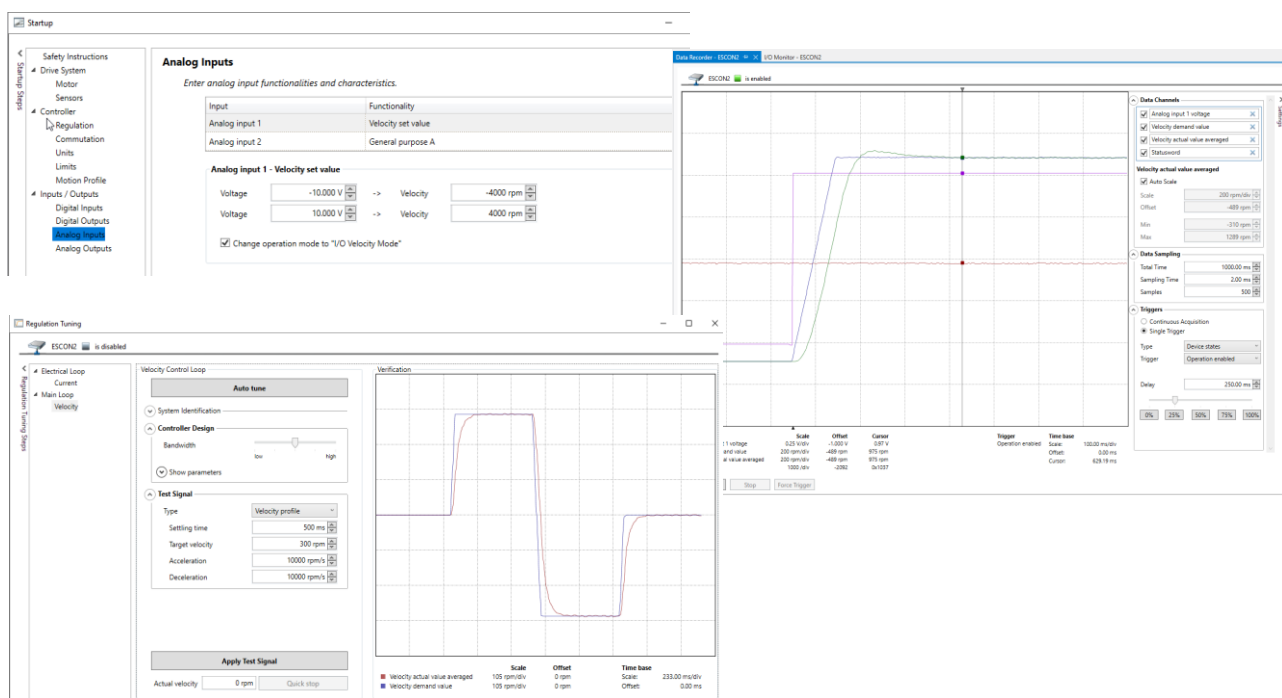 Startup
Startup Steps
Safety Instructions
Drive System
Motor
Sensors
Controller
Regulation
Commutation
Units
Limits
Motion Profile
Inputs / Outputs
Digital Inputs
Digital Outputs
Analog Inputs
Analog Outputs
Analog Inputs
Enter analog input functionalities and characteristics.
Input Functionality
Analog input 1 Velocity set value
Analog input 2 General purpose A
Analog input 1 - Velocity set value
Voltage -10.000 V -> Velocity -4000 rpm
Voltage 10.000 V -> Velocity 4000 rpm
Change operation mode to "I/O Velocity Mode"
Data Recorder - ESCON2 I/O Monitor - ESCON2
ESCON2 is enabled
Data Channels
Analog input 1 voltage
Velocity demand value
Velocity actual value averaged
Statusword
Velocity actual value averaged
Auto Scale
Scale 200 rpm/div
Offset -489 rpm
Min -310 rpm
Max 1289 rpm
Data Sampling
Total Time 1000.00 ms
Sampling Time 2.00 ms
Samples 500
Triggers
Continuous Acquisition
Single Trigger
Type Device states
Trigger Operation enabled
Delay 250.00 ms
0% 25% 50% 75% 100%
Settings
Scale Offset Cursor
1 voltage 0.25 V/div -1.000 V 0.97 V
and value 200 rpm/div -489 rpm 975 rpm
al value averaged 200 rpm/div -489 rpm 975 rpm
1000 /div -2092 0x1037
Trigger
Operation enabled
Time base
Scale: 100.00 ms/div
Offset: 0.00 ms
Cursor: 629.19 ms
Stop Force Trigger
Regulation Tuning
ESCON2 is disabled
Regulation Tuning Steps
Electrical Loop
Current
Main Loop
Velocity
Velocity Control Loop
Auto tune
System Identification
Controller Design
Bandwidth
low high
Show parameters
Test Signal
Type Velocity profile
Settling time 500 ms
Target velocity 300 rpm
Acceleration 10000 rpm/s
Deceleration 10000 rpm/s
Apply Test Signal
Actual velocity 0 rpm Quick stop
Verification
Scale Offset Time base
Velocity actual value averaged 105 rpm/div 0 rpm Scale: 233.00 ms/div
Velocity demand value 105 rpm/div 0 rpm Offset: 0.00 ms